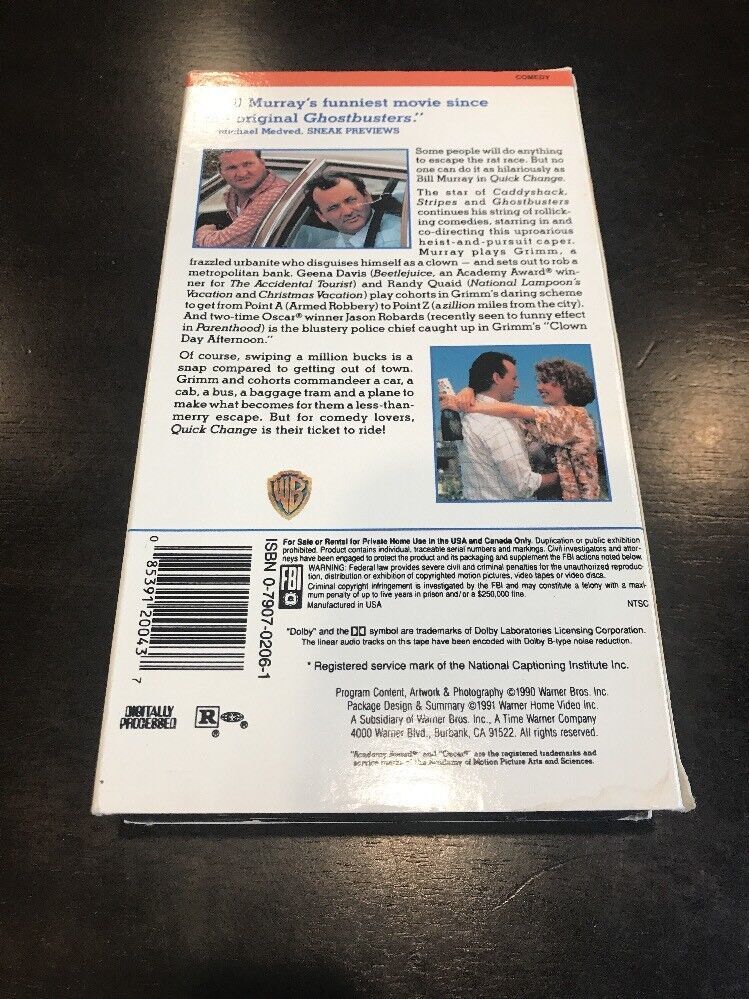 COMEDY
Murray's funniest movie since
original Ghostbusters."
Michael Medved, SNEAK PREVIEWS
Some people will do anything
to escape the rat race. But no
one can do it as hilariously as
Bill Murray in Quick Change.
The star of Caddyshack,
Stripes and Ghostbusters
continues his string of rollick-
ing comedies, starring in and
co-directing this uproarious
heist-and-pursuit caper.
Murray plays Grimm, a
frazzled urbanite who disguises himself as a clown — and sets out to rob a
metropolitan bank. Geena Davis (Beetlejuice, an Academy Award® win-
ner for The Accidental Tourist) and Randy Quaid (National Lampoon's
Vacation and Christmas Vacation) play cohorts in Grimm's daring scheme
to get from Point A (Armed Robbery) to Point Z (a zillion miles from the city).
And two-time Oscar® winner Jason Robards (recently seen to funny effect
in Parenthood) is the blustery police chief caught up in Grimm's "Clown
Day Afternoon."
Of course, swiping a million bucks is a
snap compared to getting out of town.
Grimm and cohorts commandeer a car, a
cab, a bus, a baggage tram and a plane to
make what becomes for them a less-than-
merry escape. But for comedy lovers,
Quick Change is their ticket to ride!
WB
0 85391 20043 7
ISBN 0-7907-0206-1
For Sale or Rental for Private Home Use in the USA and Canada Only. Duplication or public exhibition
prohibited. Product contains individual, traceable serial numbers and markings. Civil investigators and attor-
neys have been engaged to protect the product and its packaging and supplement the FBI actions noted below.
FBI
WARNING: Federal law provides severe civil and criminal penalties for the unauthorized reproduc-
tion, distribution or exhibition of copyrighted motion pictures, video tapes or video discs.
Criminal copyright infringement is investigated by the FBI and may constitute a felony with a maxi-
mum penalty of up to five years in prison and/or a $250,000 fine.
Manufactured in USA
NTSC
"Dolby" and the symbol are trademarks of Dolby Laboratories Licensing Corporation.
The linear audio tracks on this tape have been encoded with Dolby B-type noise reduction.
* Registered service mark of the National Captioning Institute Inc.
DIGITALLY
PROCESSED
R
®
®
Program Content, Artwork & Photography ©1990 Warner Bros. Inc.
Package Design & Summary ©1991 Warner Home Video Inc.
A Subsidiary of Warner Bros. Inc., A Time Warner Company
4000 Warner Blvd., Burbank, CA 91522. All rights reserved.
"Academy Award®" and "Oscar®" are the registered trademarks and
service marks of the Academy of Motion Picture Arts and Sciences.